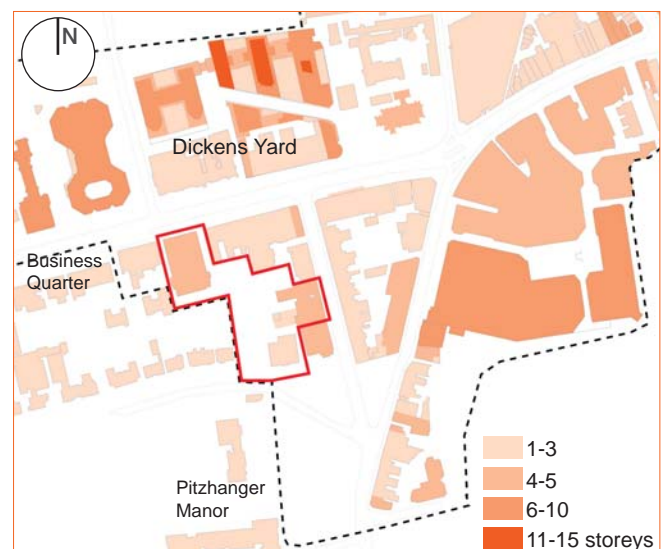 N
Dickens Yard
Business
Quarter
Pitzhanger
Manor
1-3
4-5
6-10
11-15 storeys